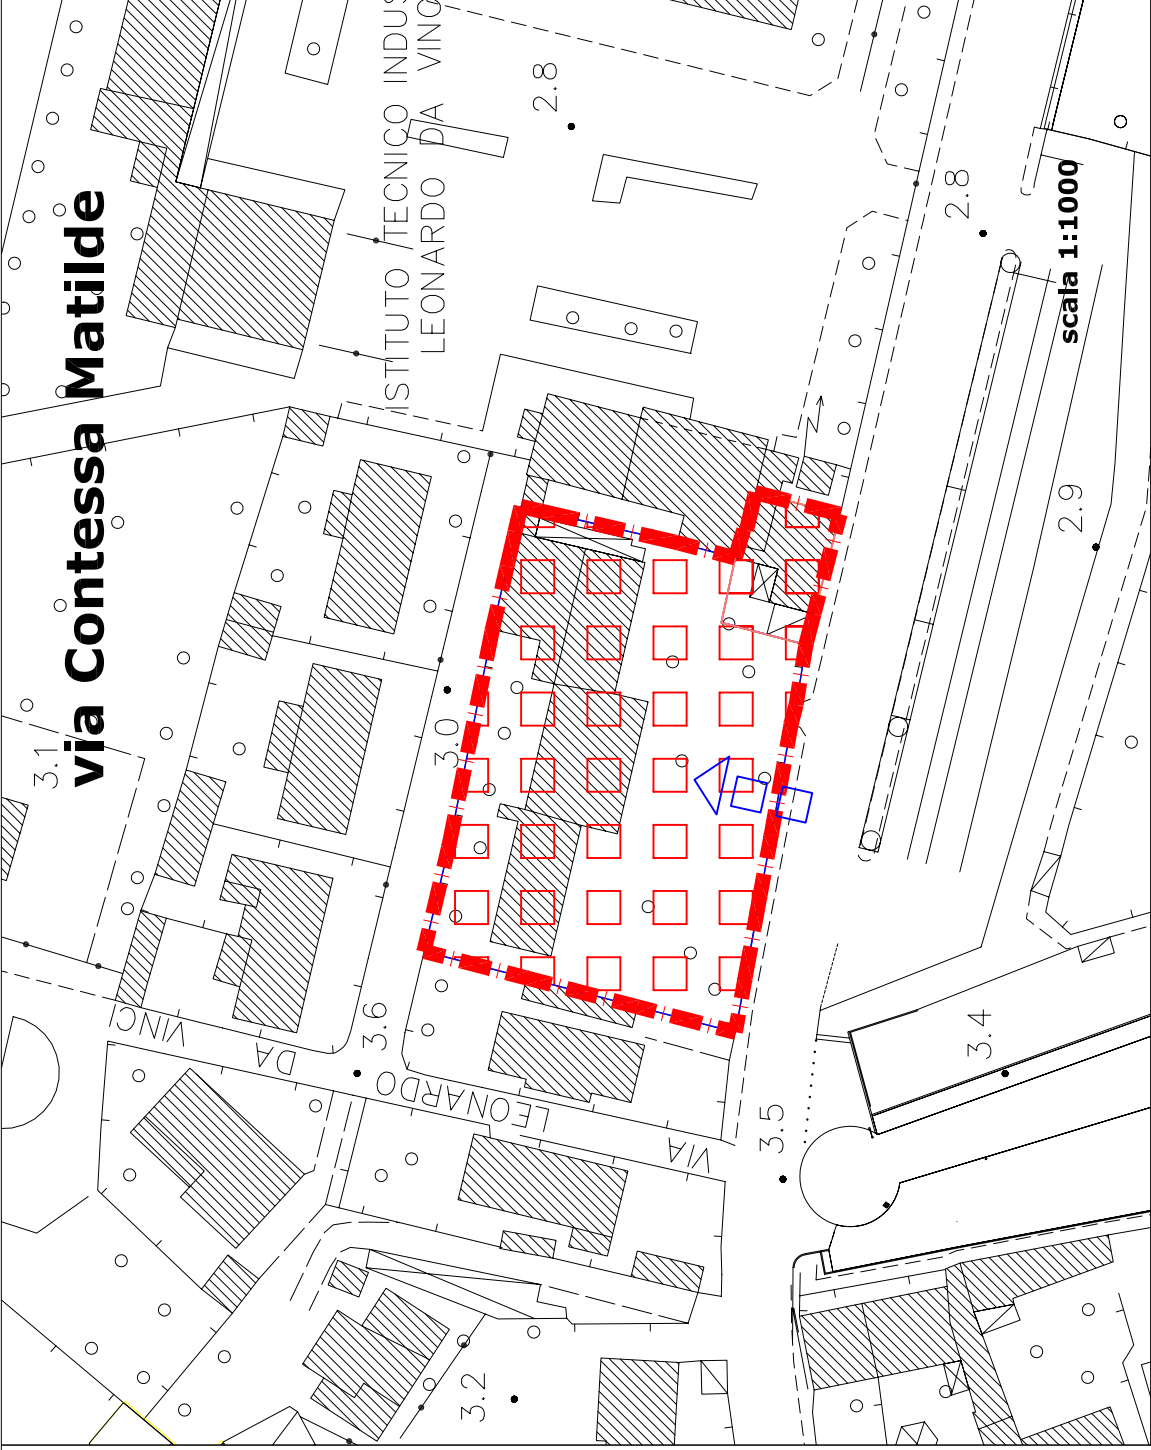 via Contessa Matilde
ISTITUTO TECNICO INDUS
LEONARDO DA VINC
scala 1:1000
2.8
2.8
2.9
3.1
3.0
3.6
3.4
3.5
3.2
VIA LEONARDO DA VINC
N